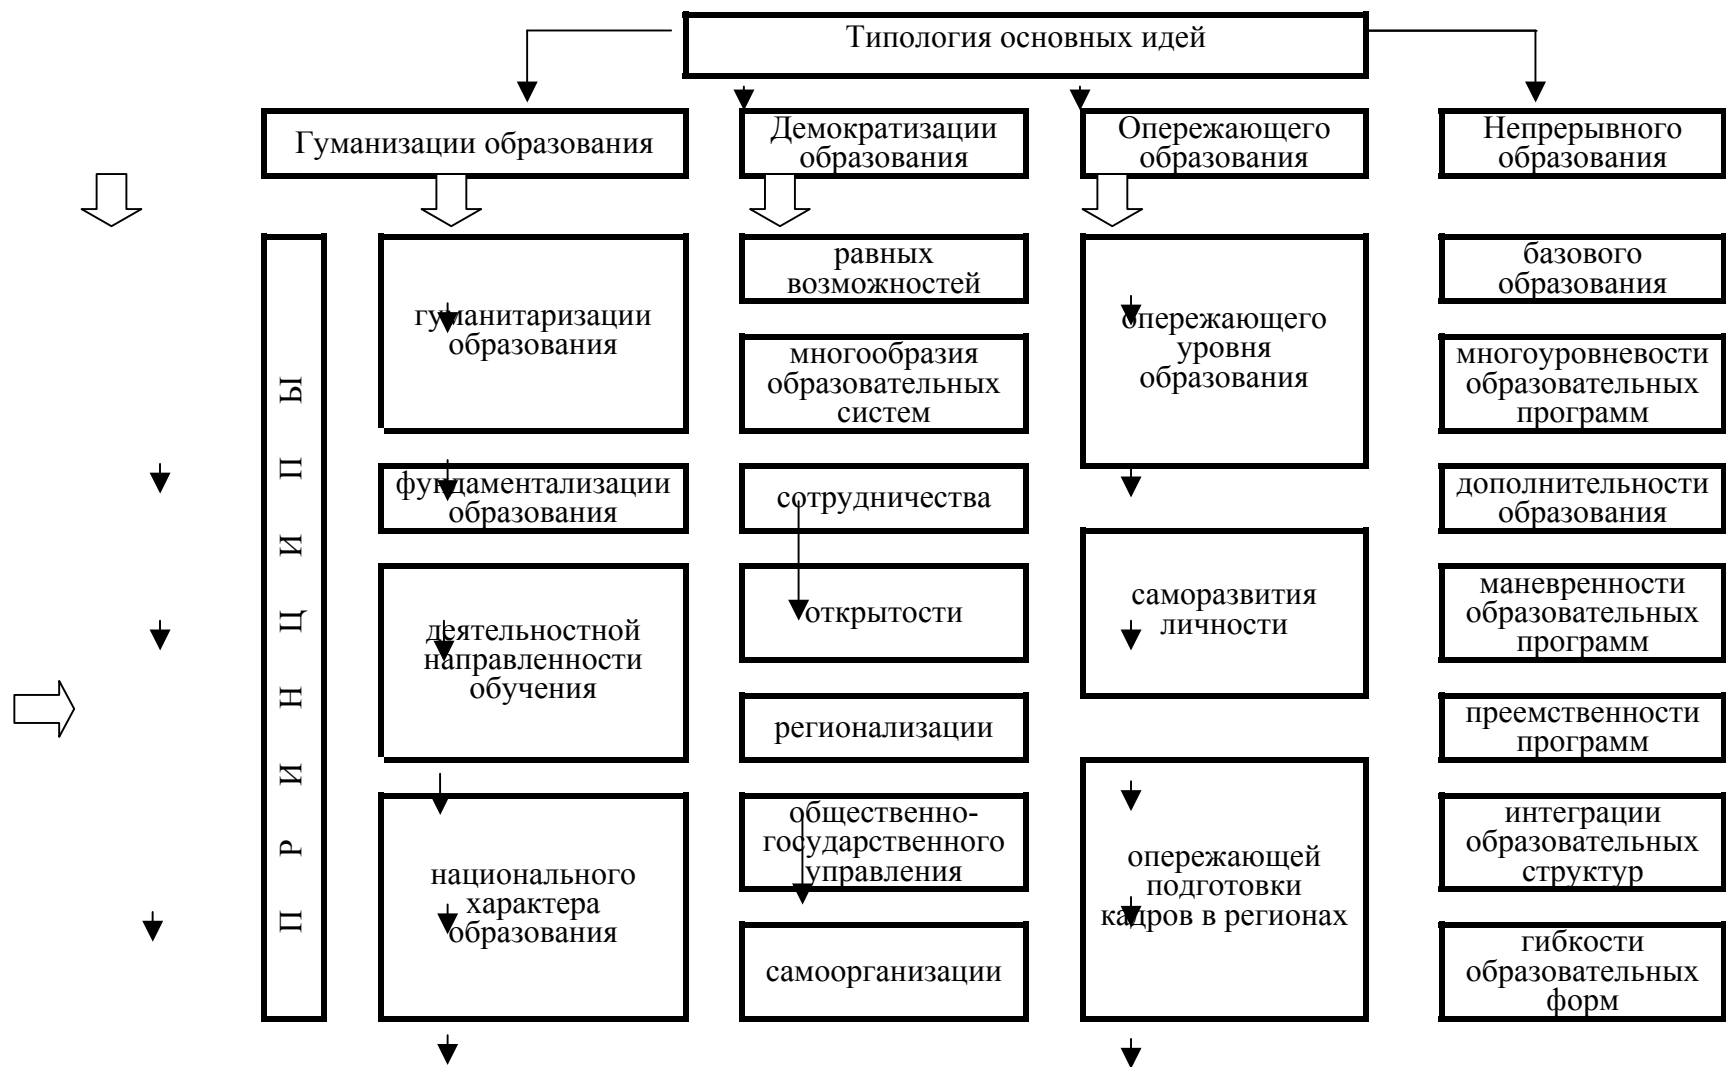 Типология основных идей
Гуманизации образования
Демократизации
образования
Опережающего
образования
Непрерывного
образования
П Р И Н Ц И П Ы
гуманитаризации
образования
фундаментализации
образования
деятельностной
направленности
обучения
национального
характера
образования
равных
возможностей
многообразия
образовательных
систем
сотрудничества
открытости
регионализации
общественно-
государственного
управления
самоорганизации
опережающего
уровня
образования
саморазвития
личности
опережающей
подготовки
кадров в регионах
базового
образования
многоуровневости
образовательных
программ
дополнительности
образования
маневренности
образовательных
программ
преемственности
программ
интеграции
образовательных
структур
гибкости
образовательных
форм